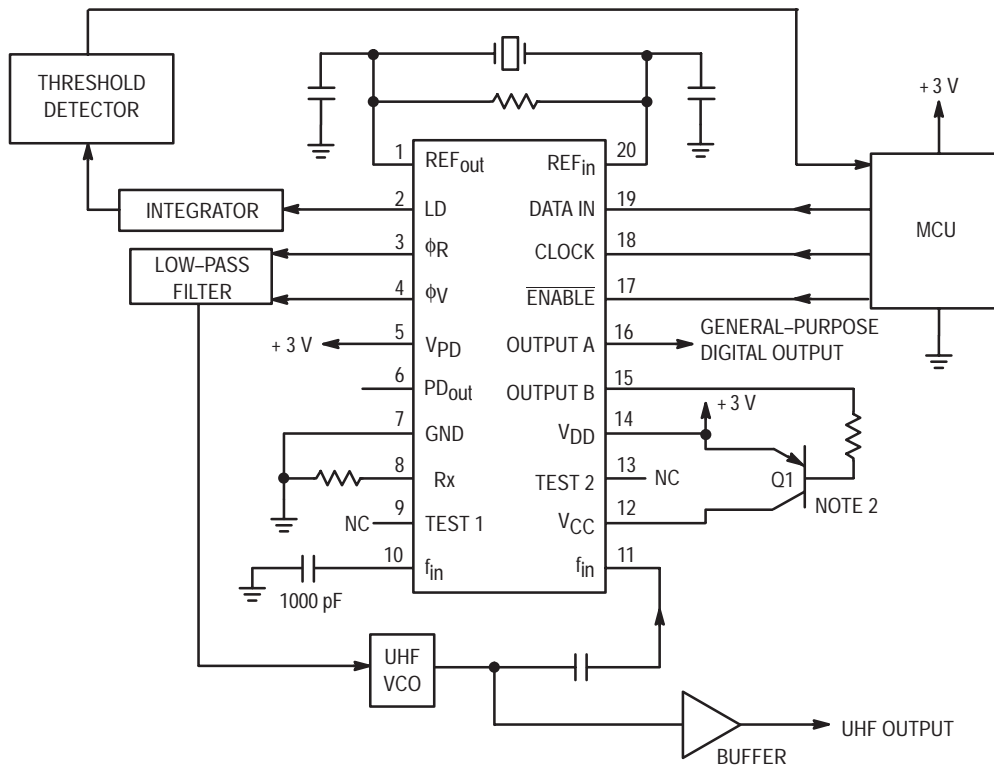 THRESHOLD
DETECTOR
+ 3 V
1
REFout
REFin
20
INTEGRATOR
2
LD
DATA IN
19
MCU
3
ϕR
CLOCK
18
LOW–PASS
FILTER
4
ϕV
ENABLE
17
GENERAL–PURPOSE
DIGITAL OUTPUT
+ 3 V
5
VPD
OUTPUT A
16
6
PDout
OUTPUT B
15
+ 3 V
7
GND
VDD
14
8
Rx
TEST 2
13
NC
Q1
NOTE 2
NC
9
TEST 1
VCC
12
10
fin
fin
11
1000 pF
UHF
VCO
UHF OUTPUT
BUFFER